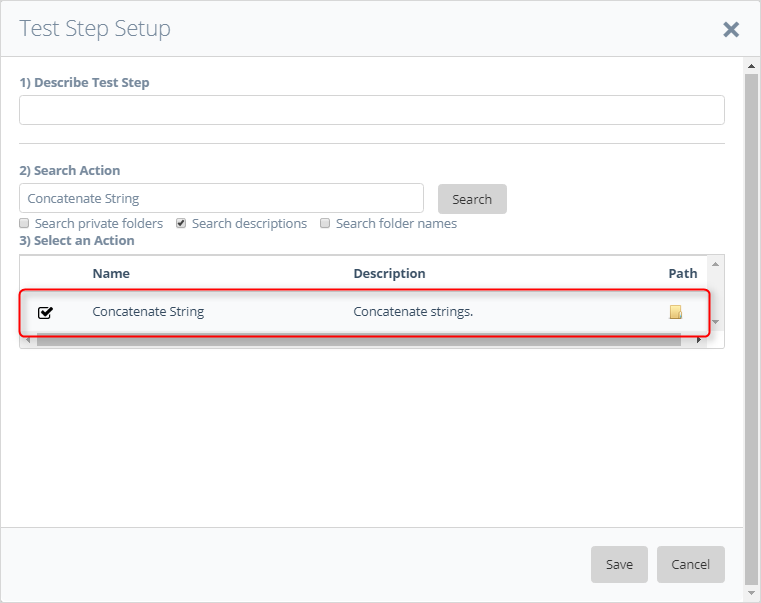 Test Step Setup
1) Describe Test Step
2) Search Action
Concatenate String
Search
Search private folders Search descriptions Search folder names
3) Select an Action
Name Description Path
Concatenate String Concatenate strings.
Save Cancel